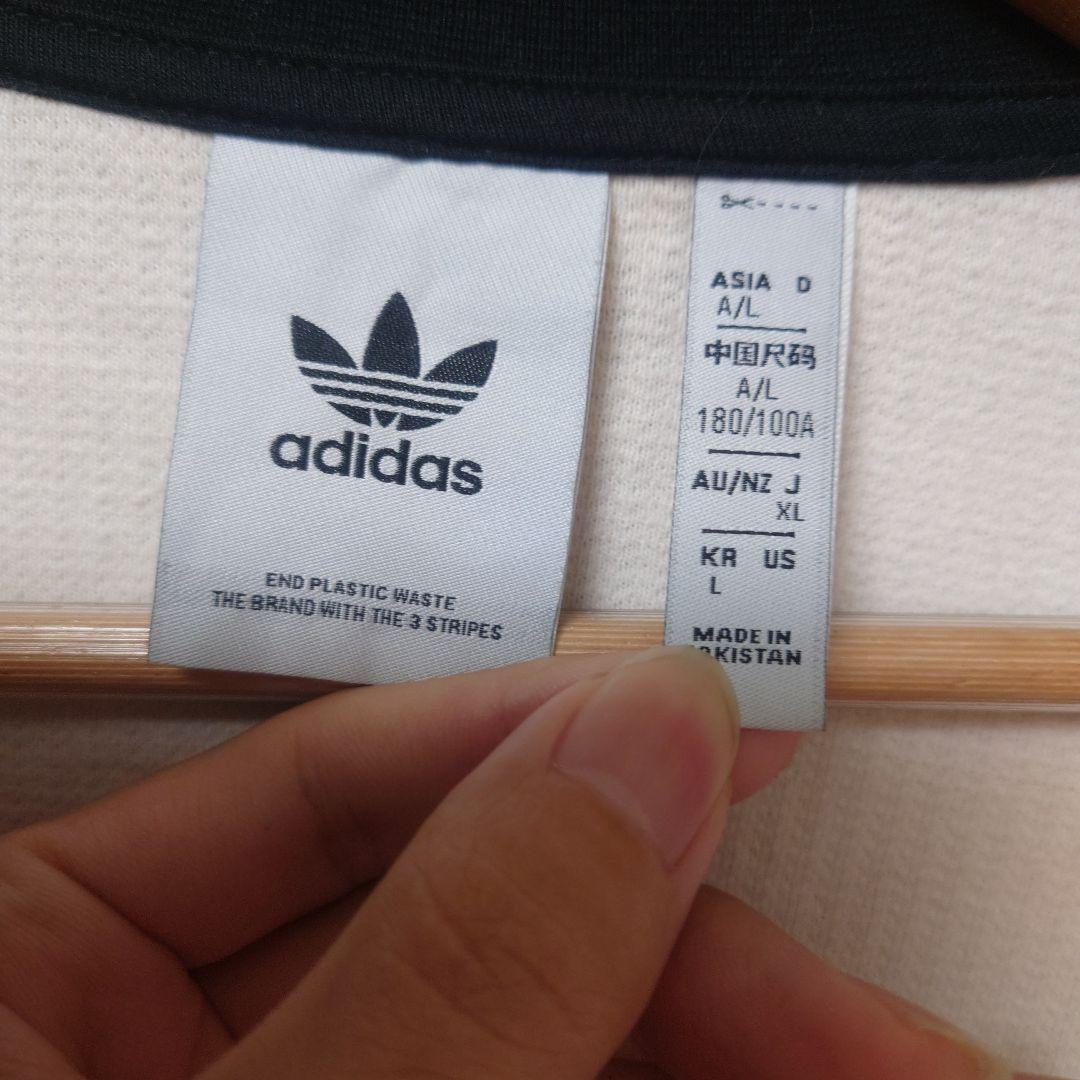 adidas
END PLASTIC WASTE
THE BRAND WITH THE 3 STRIPES
ASIA D
A/L
中国尺码
A/L
180/100A
AU/NZ J
XL
KR US
L
MADE IN